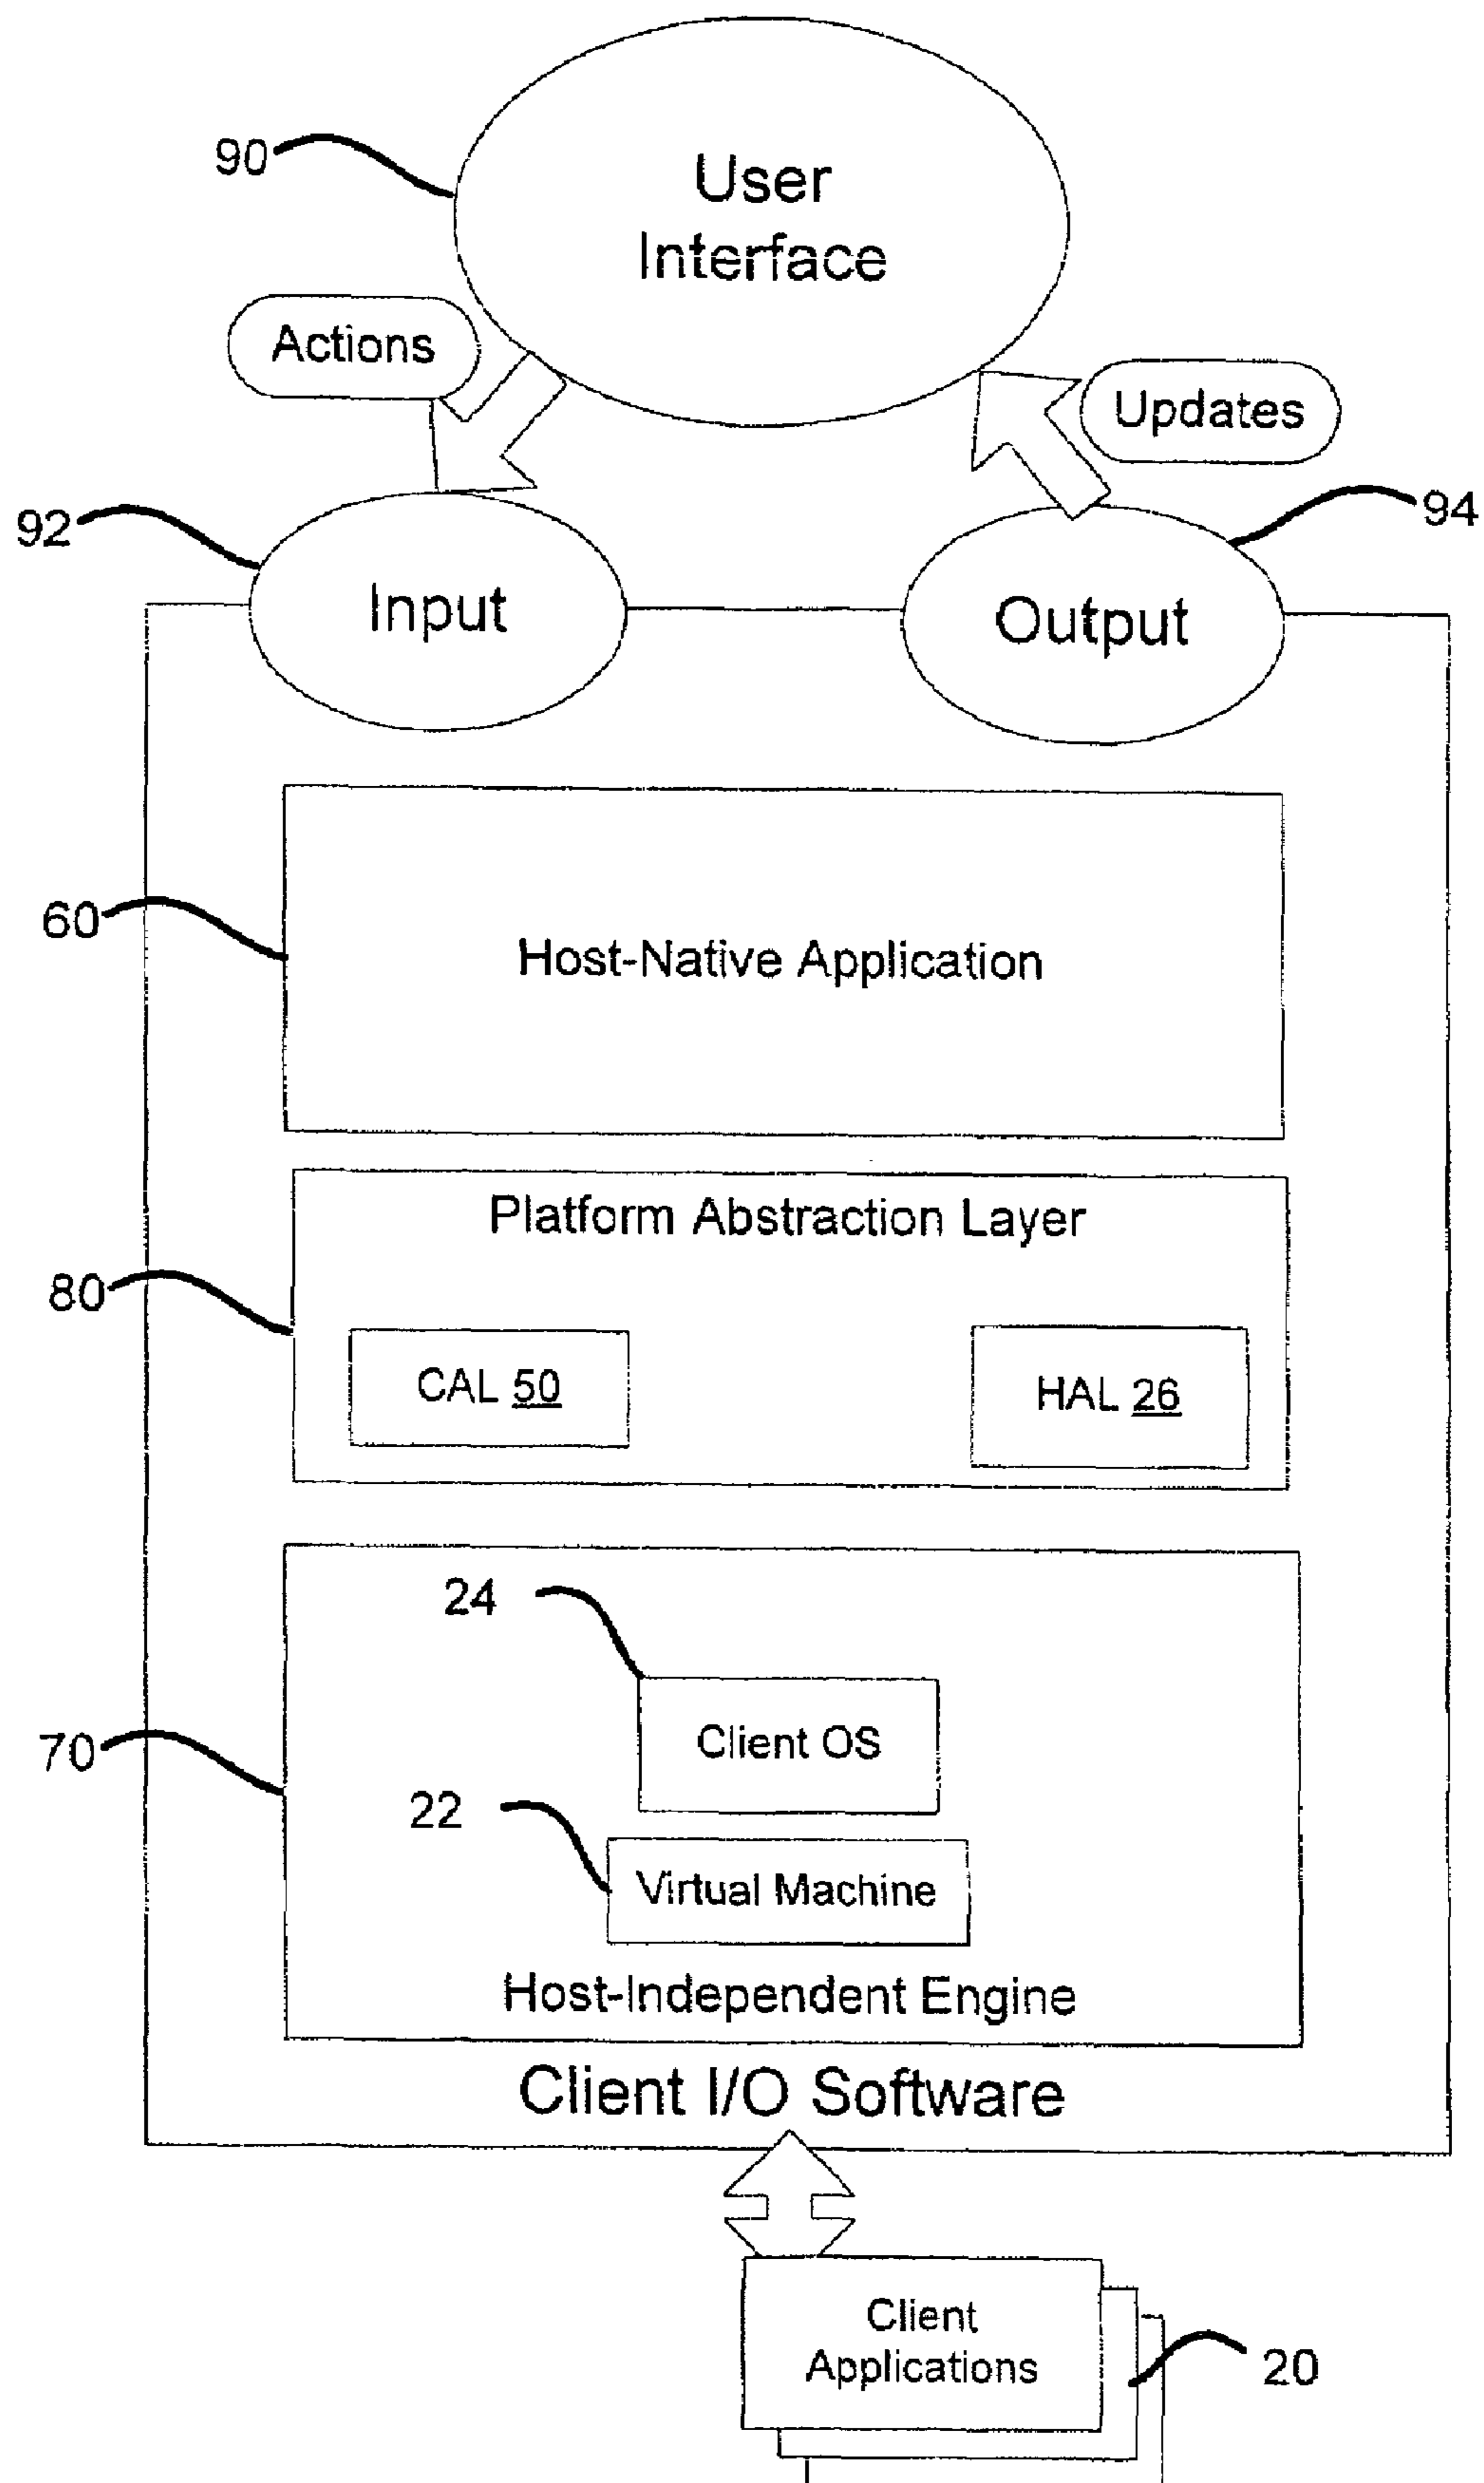 90
User
Interface
Actions
Updates
92
94
Input
Output
60
Host-Native Application
Platform Abstraction Layer
80
CAL 50
HAL 26
24
Client OS
70
22
Virtual Machine
Host-Independent Engine
Client I/O Software
Client
Applications
20